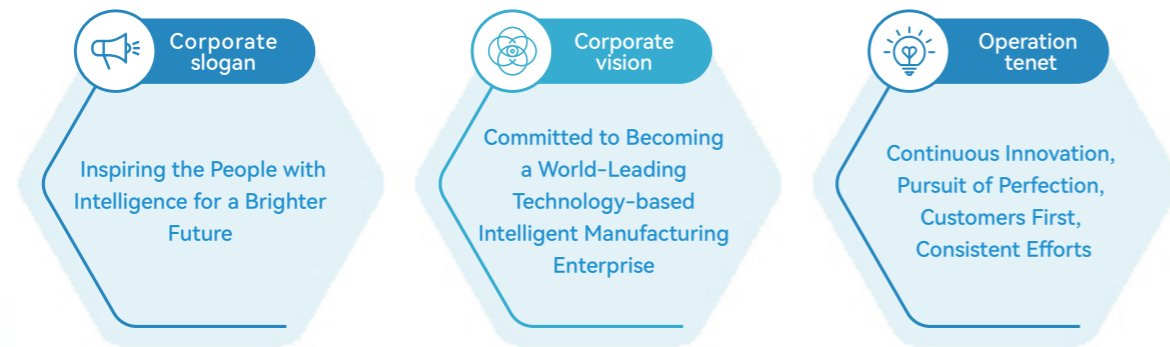 Corporate
slogan
Inspiring the People with
Intelligence for a Brighter
Future
Corporate
vision
Committed to Becoming
a World-Leading
Technology-based
Intelligent Manufacturing
Enterprise
Operation
tenet
Continuous Innovation,
Pursuit of Perfection,
Customers First,
Consistent Efforts